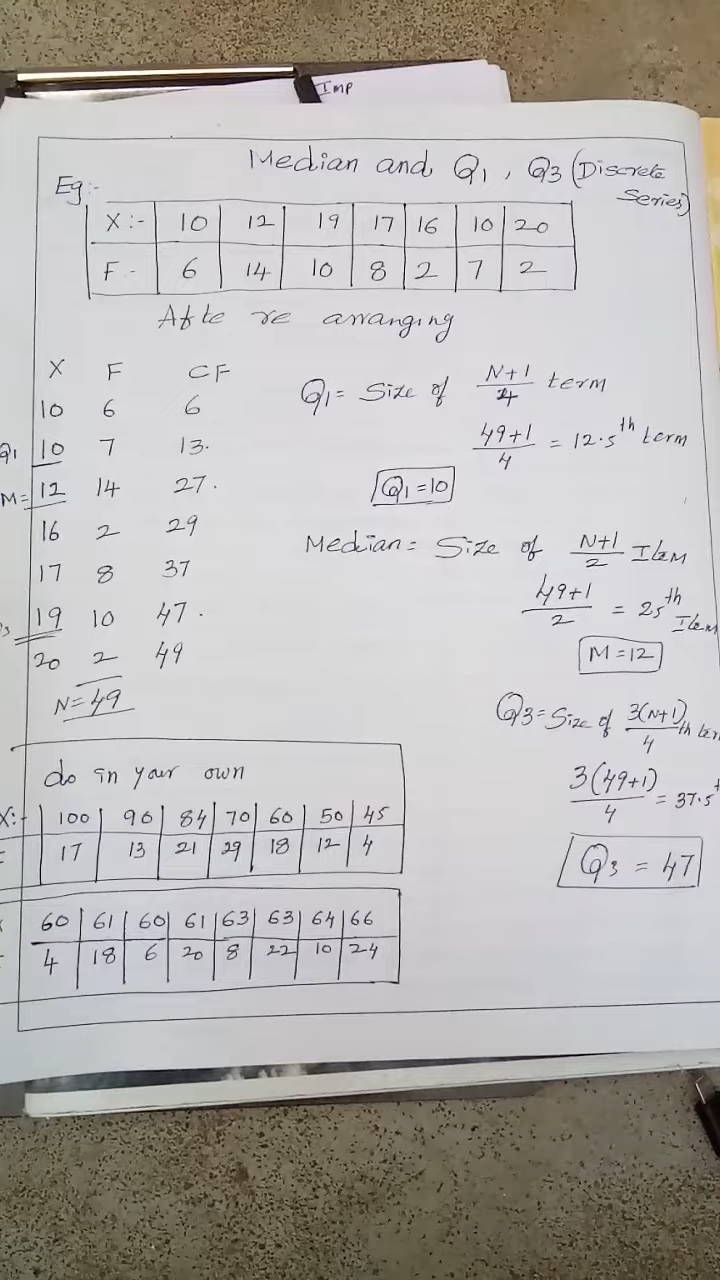 IMP
Median and Q1, Q3 (Discrete Series)
Eg:-
X:- 10 12 19 17 16 10 20
F- 6 14 10 8 2 7 2
Afte re arranging
X F CF
10 6 6
Q1 10 7 13.
M= 12 14 27.
16 2 29
17 8 37
19 10 47.
20 2 49
N=49
Q1= Size of N+1/4 term
49+1/4 = 12.5th term
Q1=10
Median= Size of N+1/2 Item
49+1/2 = 25th Item
M=12
Q3=Size of 3(N+1)/4 th
3(49+1)/4 = 37.5
Q3 = 47
do in your own
X:- 100 90 84 70 60 50 45
17 13 21 29 18 12 4
60 61 60 61 63 63 64 66
4 18 6 20 8 22 10 24